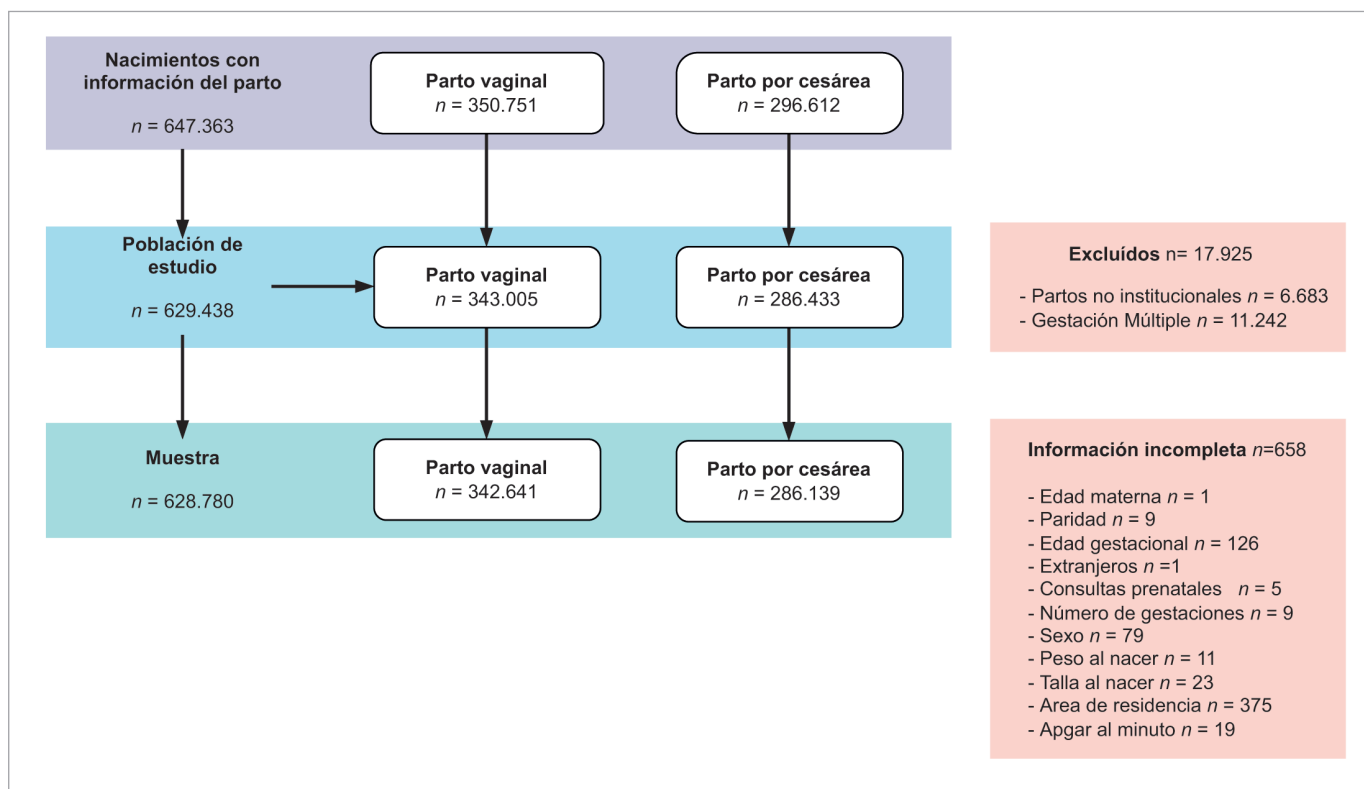 Nacimientos con
información del parto
n = 647.363
Parto vaginal
n = 350.751
Parto por cesárea
n = 296.612
Población de
estudio
n = 629.438
Parto vaginal
n = 343.005
Parto por cesárea
n = 286.433
Excluídos n= 17.925
- Partos no institucionales n = 6.683
- Gestación Múltiple n = 11.242
Muestra
n = 628.780
Parto vaginal
n = 342.641
Parto por cesárea
n = 286.139
Información incompleta n=658
- Edad materna n = 1
- Paridad n = 9
- Edad gestacional n = 126
- Extranjeros n =1
- Consultas prenatales n = 5
- Número de gestaciones n = 9
- Sexo n = 79
- Peso al nacer n = 11
- Talla al nacer n = 23
- Area de residencia n = 375
- Apgar al minuto n = 19